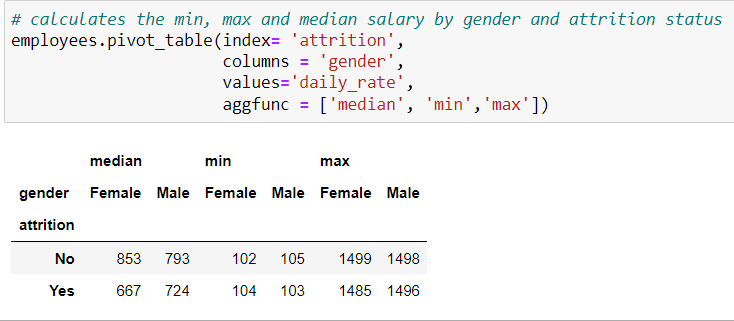 # calculates the min, max and median salary by gender and attrition status
employees.pivot_table(index= 'attrition',
columns = 'gender',
values='daily_rate',
aggfunc = ['median', 'min','max'])
median min max
gender Female Male Female Male Female Male
attrition
No 853 793 102 105 1499 1498
Yes 667 724 104 103 1485 1496